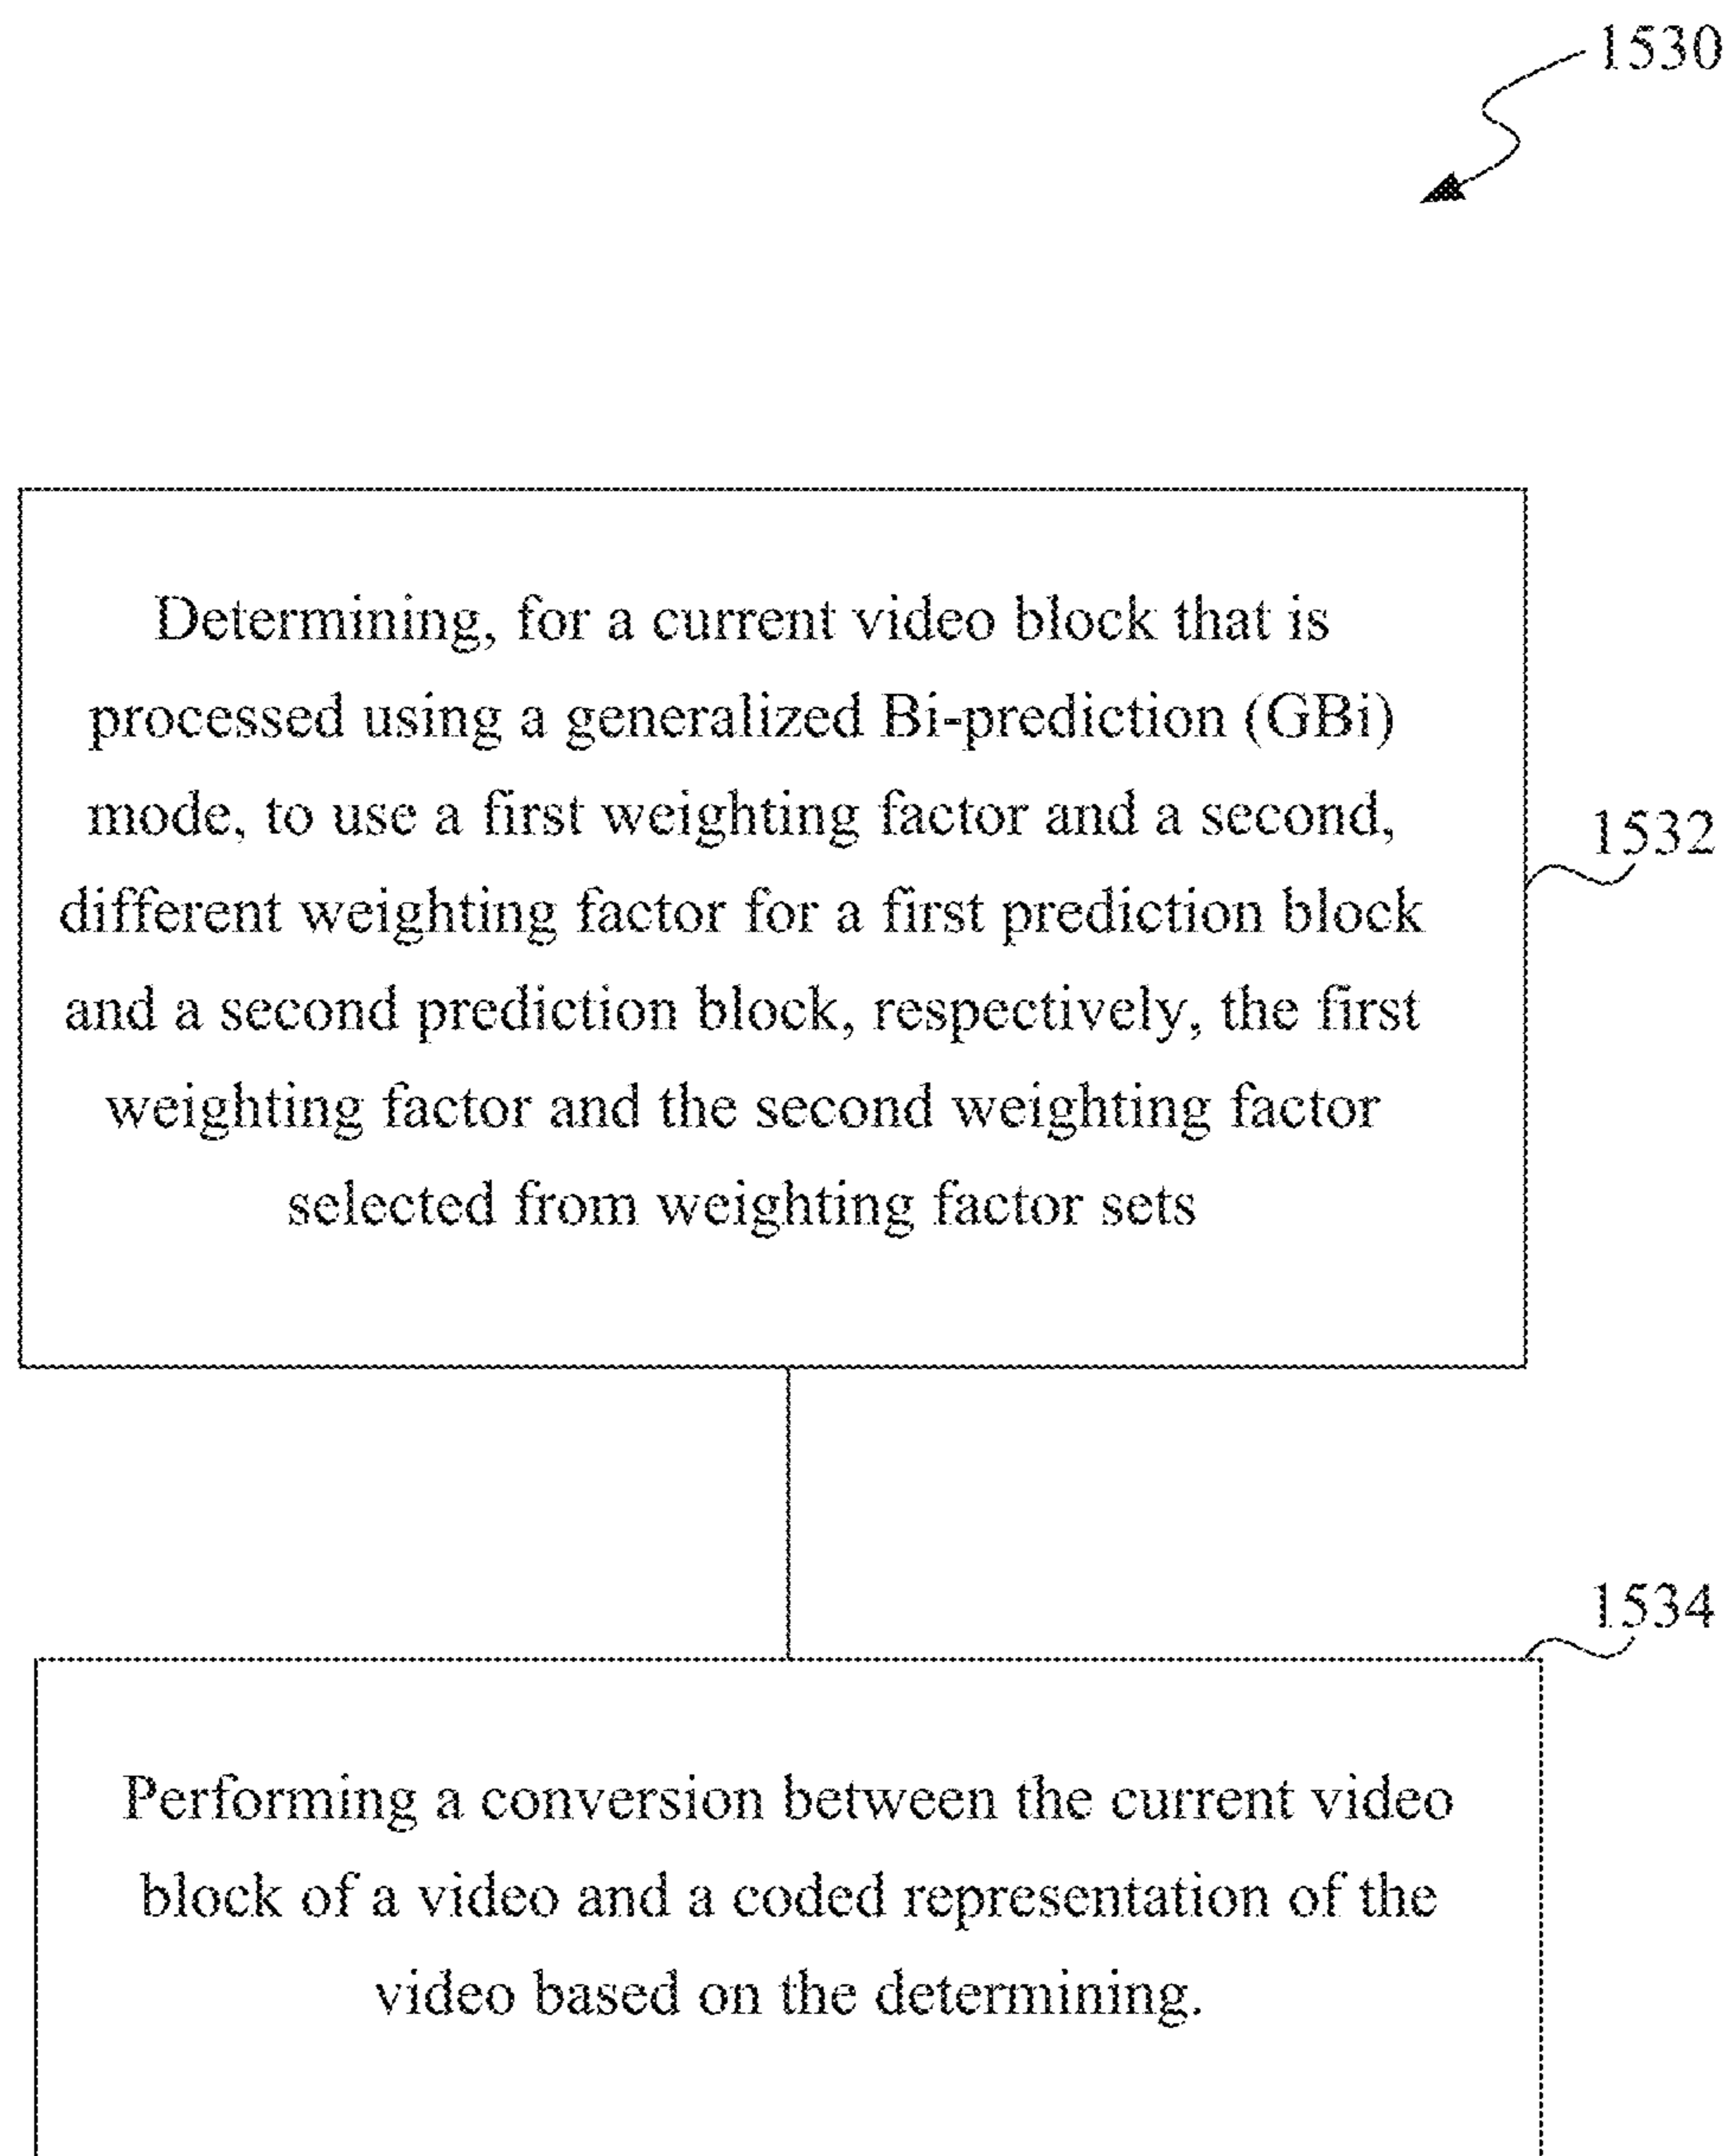 1530
Determining, for a current video block that is
processed using a generalized Bi-prediction (GBi)
mode, to use a first weighting factor and a second,
different weighting factor for a first prediction block
and a second prediction block, respectively, the first
weighting factor and the second weighting factor
selected from weighting factor sets
1532
1534
Performing a conversion between the current video
block of a video and a coded representation of the
video based on the determining.